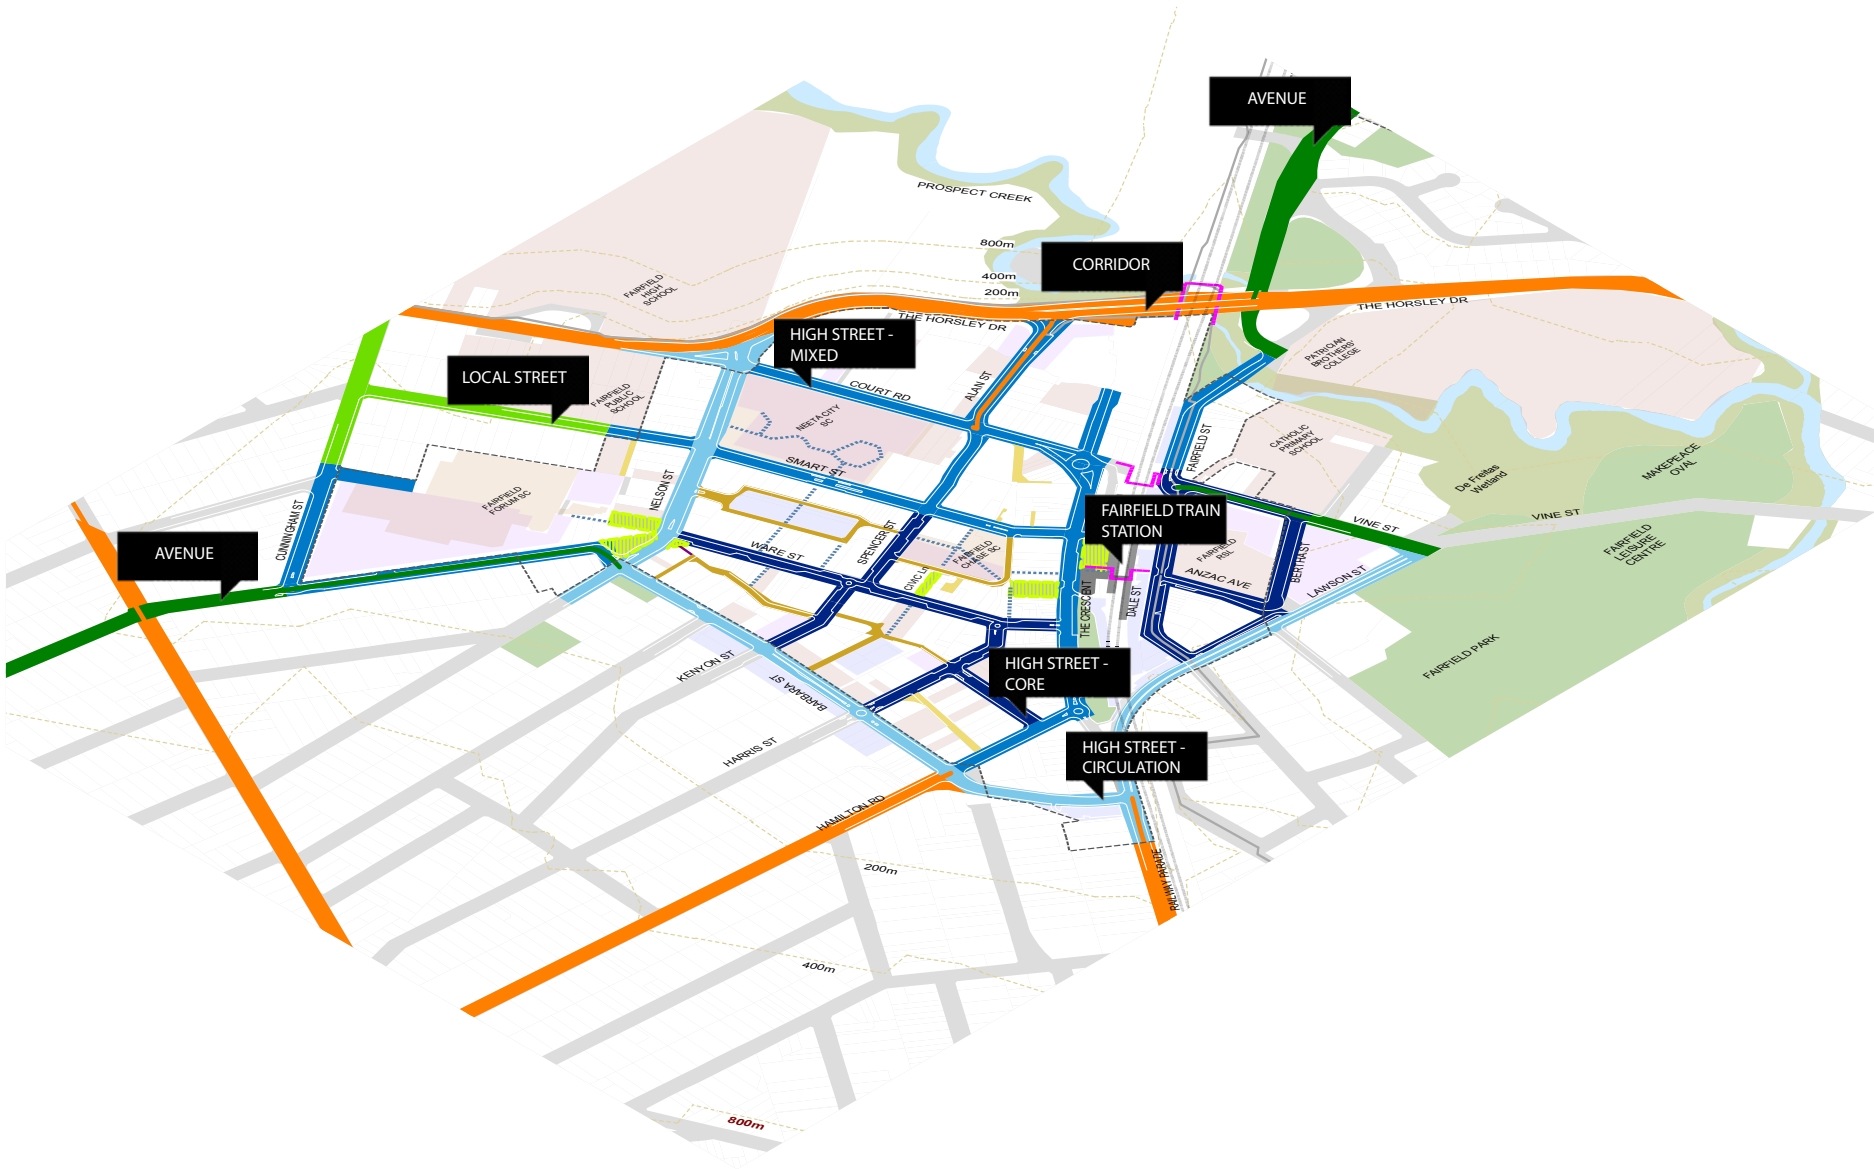 AVENUE
PROSPECT CREEK
800m
CORRIDOR
400m
200m
FAIRFIELD
HIGH
SCHOOL
THE HORSLEY DR
THE HORSLEY DR
HIGH STREET -
MIXED
LOCAL STREET
PATRICIAN
BROTHERS'
COLLEGE
COURT RD
ALAN ST
FAIRFIELD
PUBLIC
SCHOOL
NEETA CITY
SC
FAIRFIELD ST
CATHOLIC
PRIMARY
SCHOOL
SMART ST
MAKEPEACE
OVAL
De Freitas
Wetland
NELSON ST
FAIRFIELD
FORUM SC
CUNNINGHAM ST
FAIRFIELD TRAIN
STATION
VINE ST
VINE ST
AVENUE
WARE ST
SPENCER ST
FAIRFIELD
CHASE SC
CIVIC Ln
FAIRFIELD
RSL
ANZAC AVE
BERTHA ST
LAWSON ST
FAIRFIELD
LEISURE
CENTRE
THE CRESCENT
DALE ST
FAIRFIELD PARK
KENYON ST
BARBARA ST
HIGH STREET -
CORE
HARRIS ST
HIGH STREET -
CIRCULATION
HAMILTON RD
RAILWAY PARADE
200m
400m
800m